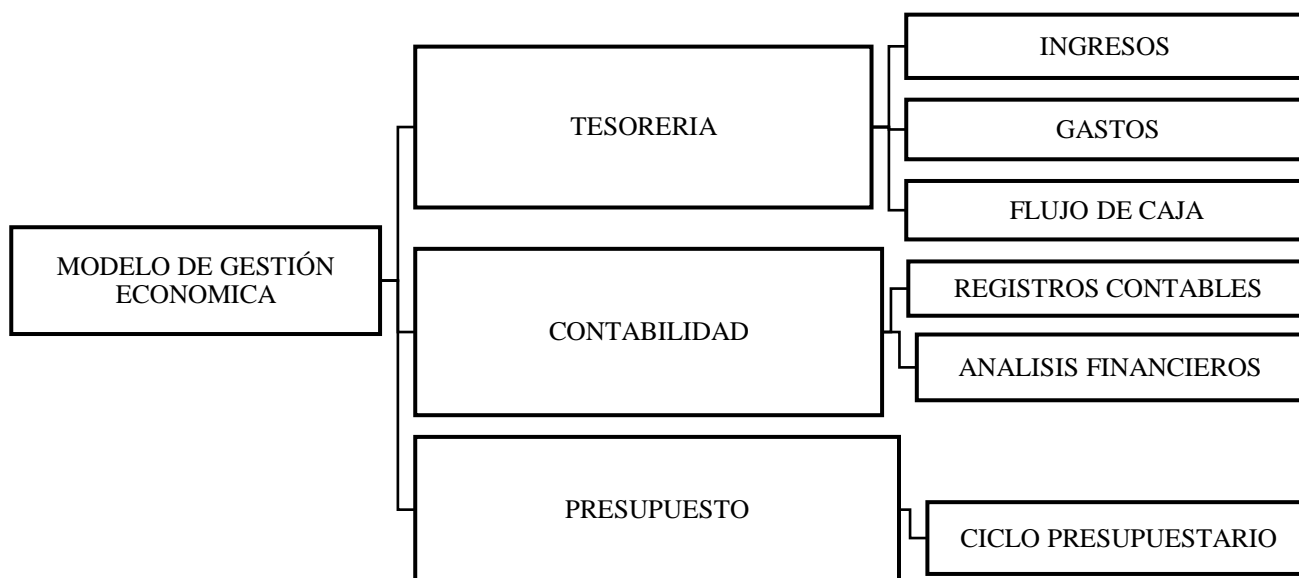 MODELO DE GESTIÓN
ECONOMICA
TESORERIA
INGRESOS
GASTOS
FLUJO DE CAJA
CONTABILIDAD
REGISTROS CONTABLES
ANALISIS FINANCIEROS
PRESUPUESTO
CICLO PRESUPUESTARIO